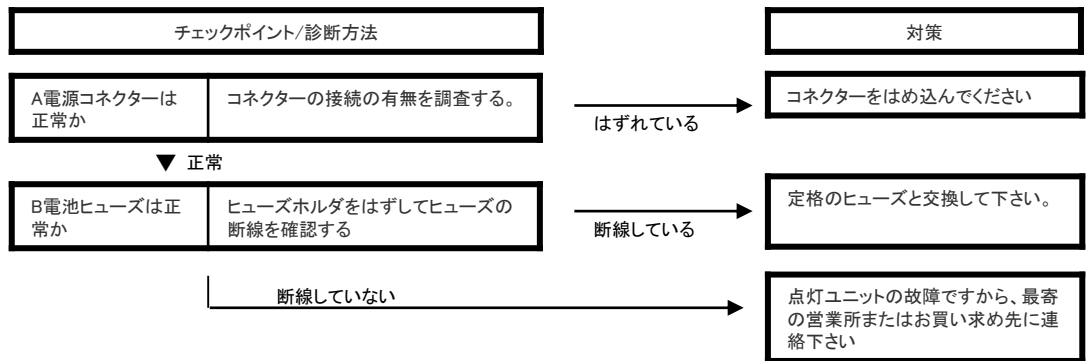 チェックポイント/診断方法
対策
A電源コネクターは
正常か
コネクターの接続の有無を調査する。
はずれている
コネクターをはめ込んでください
▼ 正常
B電池ヒューズは正
常か
ヒューズホルダをはずしてヒューズの
断線を確認する
断線している
定格のヒューズと交換して下さい。
断線していない
点灯ユニットの故障ですから、最寄
の営業所またはお買い求め先に連
絡下さい